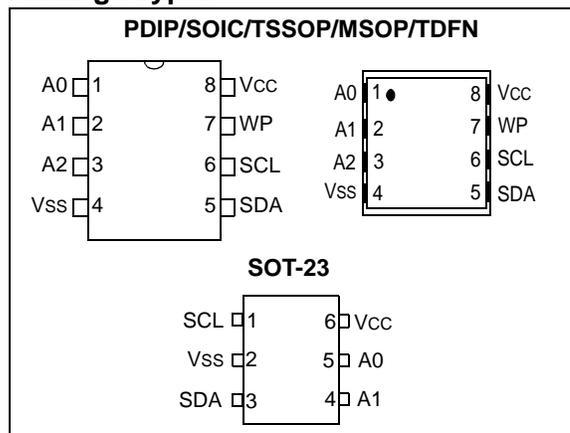 PDIP/SOIC/TSSOP/MSOP/TDFN
A0 1 8 VCC
A1 2 7 WP
A2 3 6 SCL
VSS 4 5 SDA
A0 1 8 VCC
A1 2 7 WP
A2 3 6 SCL
VSS 4 5 SDA
SOT-23
SCL 1 6 VCC
VSS 2 5 A0
SDA 3 4 A1